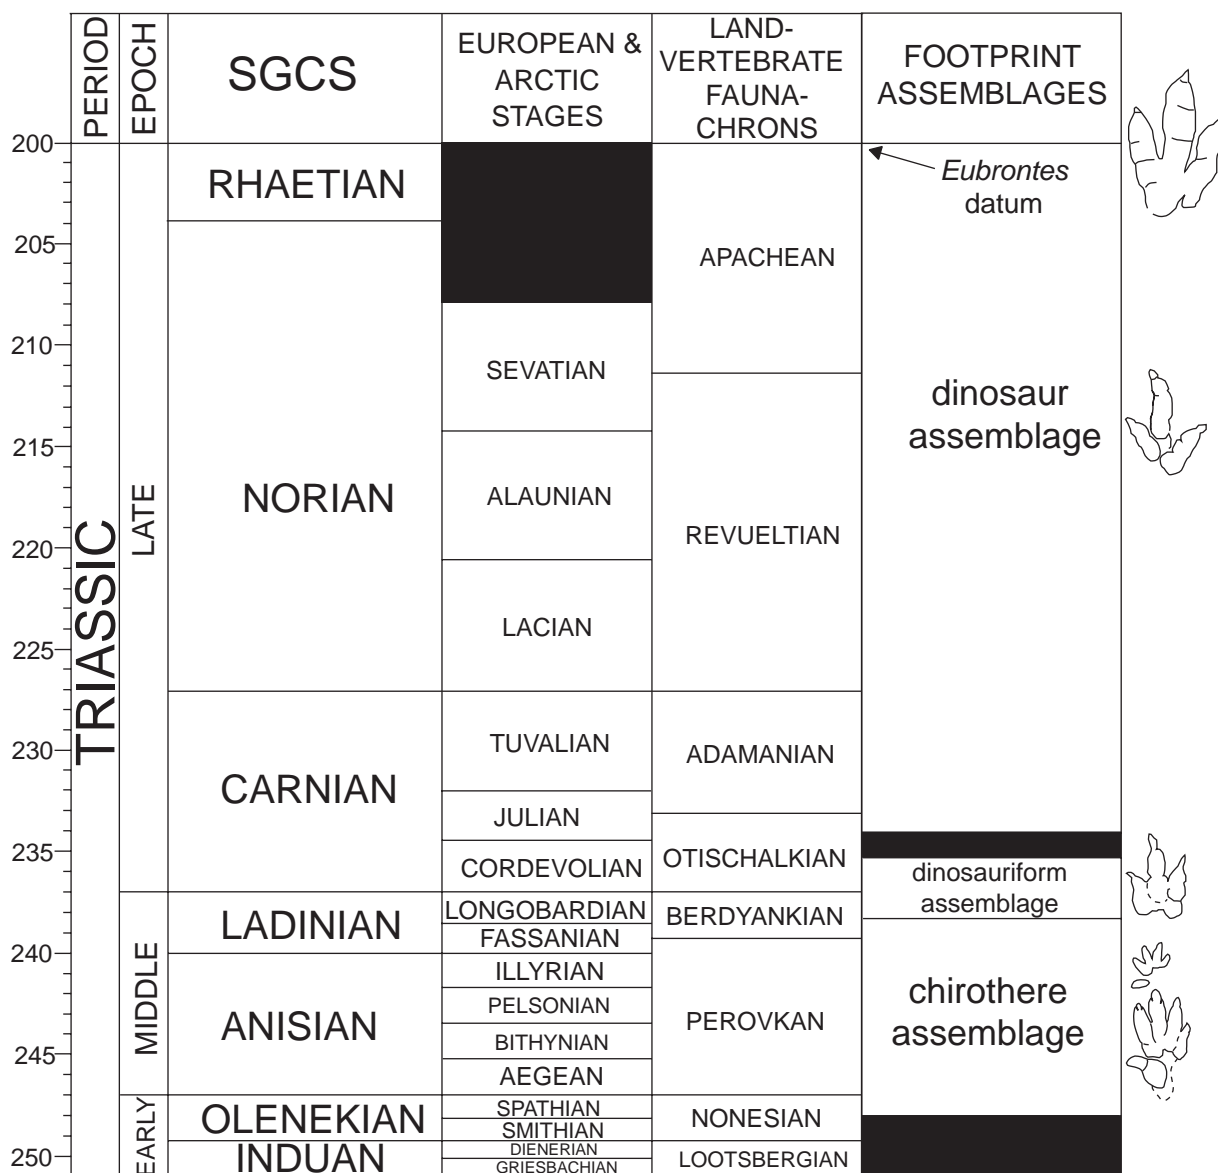 PERIOD
EPOCH
SGCS
EUROPEAN &
ARCTIC
STAGES
LAND-
VERTEBRATE
FAUNA-
CHRONS
FOOTPRINT
ASSEMBLAGES
200
205
210
215
220
225
230
235
240
245
250
TRIASSIC
LATE
MIDDLE
EARLY
RHAETIAN
NORIAN
CARNIAN
LADINIAN
ANISIAN
OLENEKIAN
INDUAN
SEVATIAN
ALAUNIAN
LACIAN
TUVALIAN
JULIAN
CORDEVOLIAN
LONGOBARDIAN
FASSANIAN
ILLYRIAN
PELSONIAN
BITHYNIAN
AEGEAN
SPATHIAN
SMITHIAN
DIENERIAN
GRIESBACHIAN
APACHEAN
REVUELTIAN
ADAMANIAN
OTISCHALKIAN
BERDYANKIAN
PEROVKAN
NONESIAN
LOOTSBERGIAN
Eubrontes
datum
dinosaur
assemblage
dinosauriform
assemblage
chirothere
assemblage